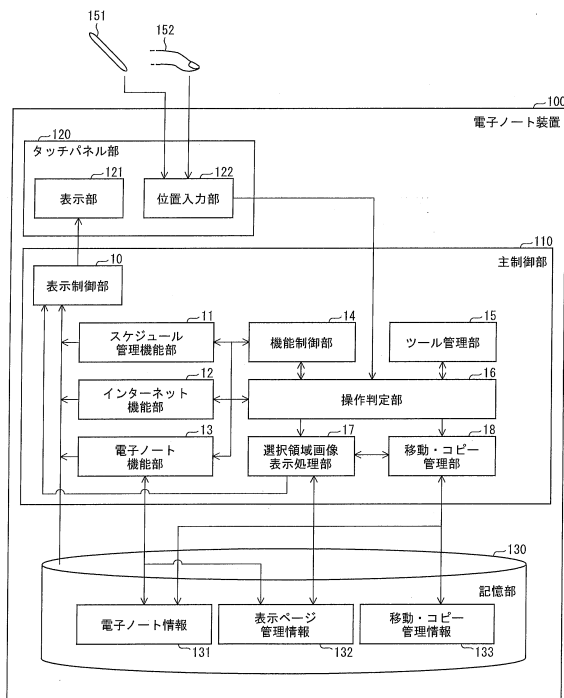 151
152
100
電子ノート装置
120
タッチパネル部
121
表示部
122
位置入力部
110
主制御部
10
表示制御部
11
スケジュール
管理機能部
14
機能制御部
15
ツール管理部
12
インターネット
機能部
16
操作判定部
13
電子ノート
機能部
17
選択領域画像
表示処理部
18
移動・コピー
管理部
130
記憶部
電子ノート情報
131
表示ページ
管理情報
132
移動・コピー
管理情報
133